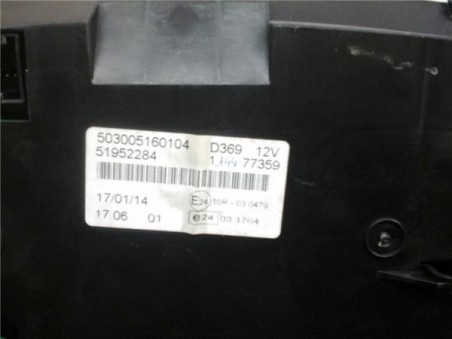 503005160104 D369 12V
51952284 77359
17/01/14 E24 10R-03 0479
17 06 01 e24 03 1704